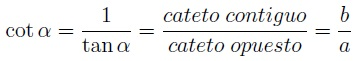 cot α = 1 / tan α = cateto contiguo / cateto opuesto = b / a